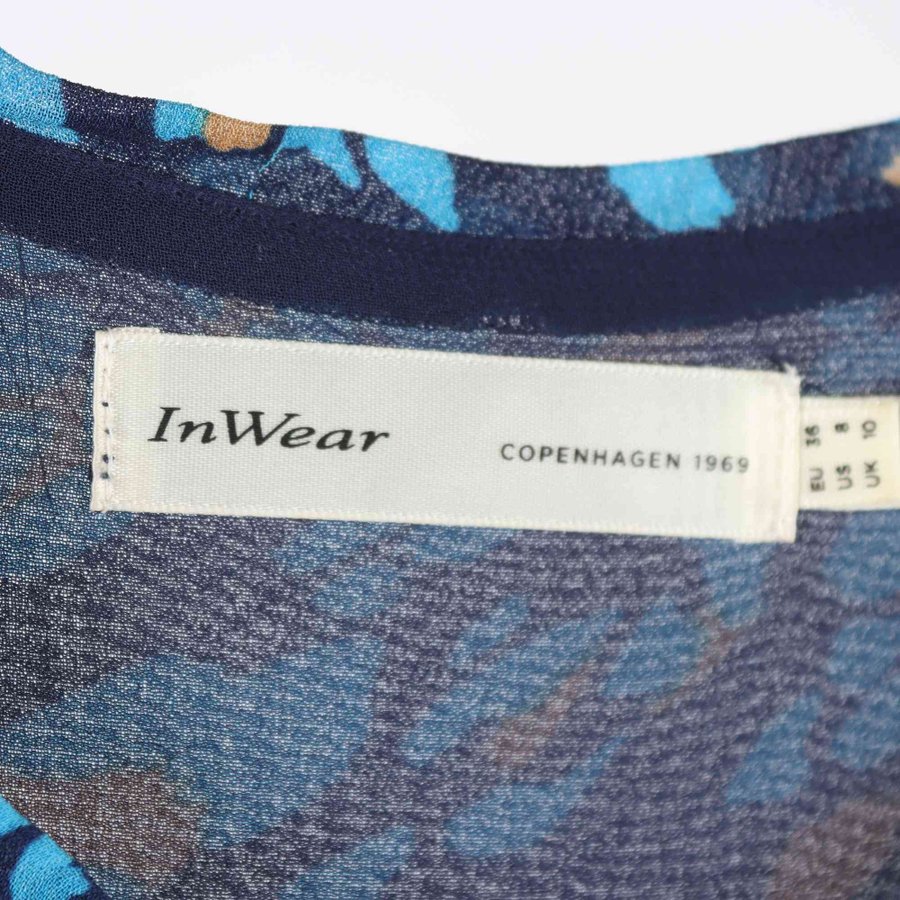 InWear
COPENHAGEN 1969
EU 36
US 8
UK 10